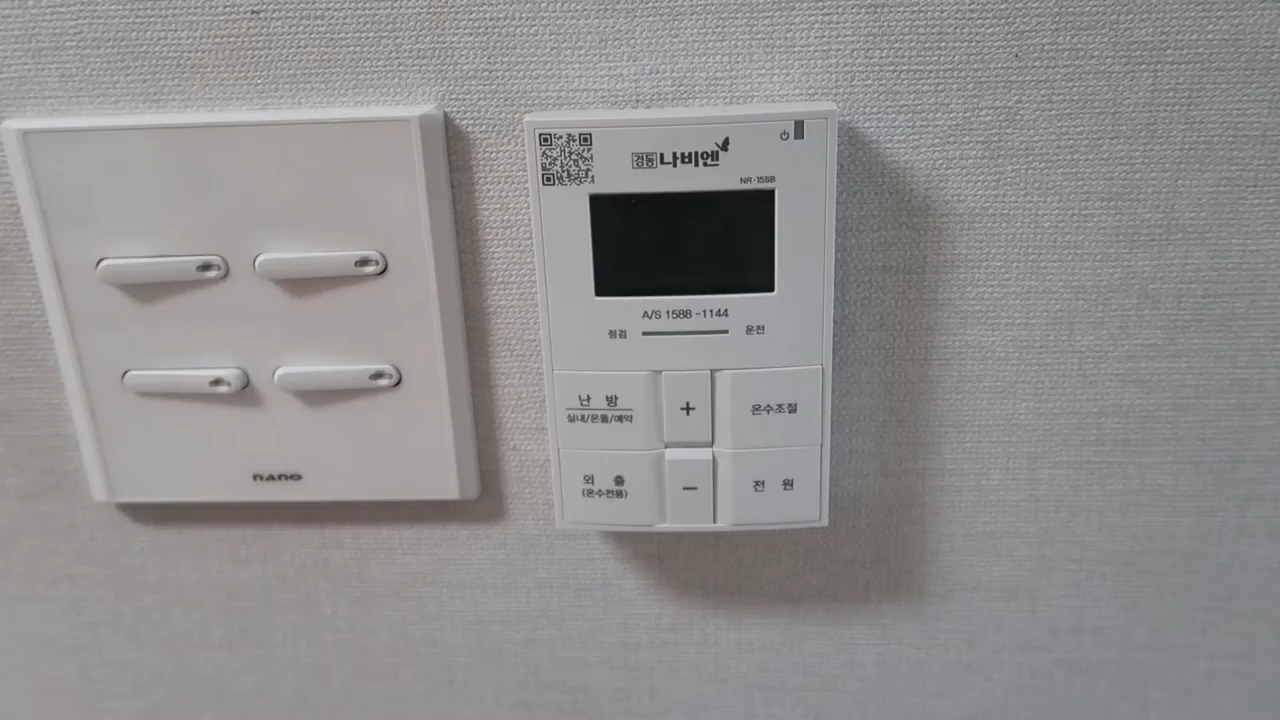 경동 나비엔
NR-15SB
A/S 1588-1144
점검 운전
난 방
실내/온돌/예약
+
온수조절
외 출
(온수전용)
-
전 원
nano